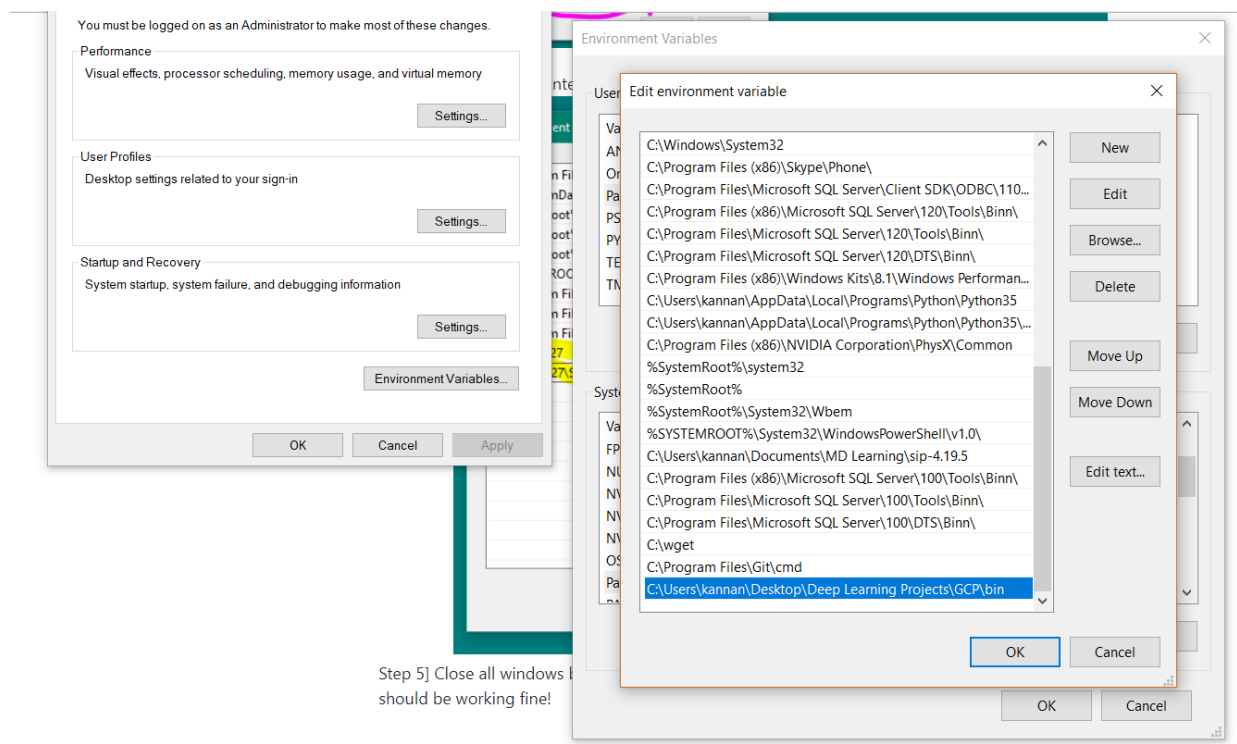 You must be logged on as an Administrator to make most of these changes.
Performance
Visual effects, processor scheduling, memory usage, and virtual memory
Settings...
User Profiles
Desktop settings related to your sign-in
Settings...
Startup and Recovery
System startup, system failure, and debugging information
Settings...
Environment Variables...
OK
Cancel
Apply
Step 5] Close all windows
should be working fine!
Environment Variables
User
Syst
Edit environment variable
C:\Windows\System32
C:\Program Files (x86)\Skype\Phone\
C:\Program Files\Microsoft SQL Server\Client SDK\ODBC\110...
C:\Program Files (x86)\Microsoft SQL Server\120\Tools\Binn\
C:\Program Files\Microsoft SQL Server\120\Tools\Binn\
C:\Program Files\Microsoft SQL Server\120\DTS\Binn\
C:\Program Files (x86)\Windows Kits\8.1\Windows Performan...
C:\Users\kannan\AppData\Local\Programs\Python\Python35
C:\Users\kannan\AppData\Local\Programs\Python\Python35\...
C:\Program Files (x86)\NVIDIA Corporation\PhysX\Common
%SystemRoot%\system32
%SystemRoot%
%SystemRoot%\System32\Wbem
%SYSTEMROOT%\System32\WindowsPowerShell\v1.0\
C:\Users\kannan\Documents\MD Learning\sip-4.19.5
C:\Program Files (x86)\Microsoft SQL Server\100\Tools\Binn\
C:\Program Files\Microsoft SQL Server\100\Tools\Binn\
C:\Program Files\Microsoft SQL Server\100\DTS\Binn\
C:\wget
C:\Program Files\Git\cmd
C:\Users\kannan\Desktop\Deep Learning Projects\GCP\bin
New
Edit
Browse...
Delete
Move Up
Move Down
Edit text...
OK
Cancel
OK
Cancel